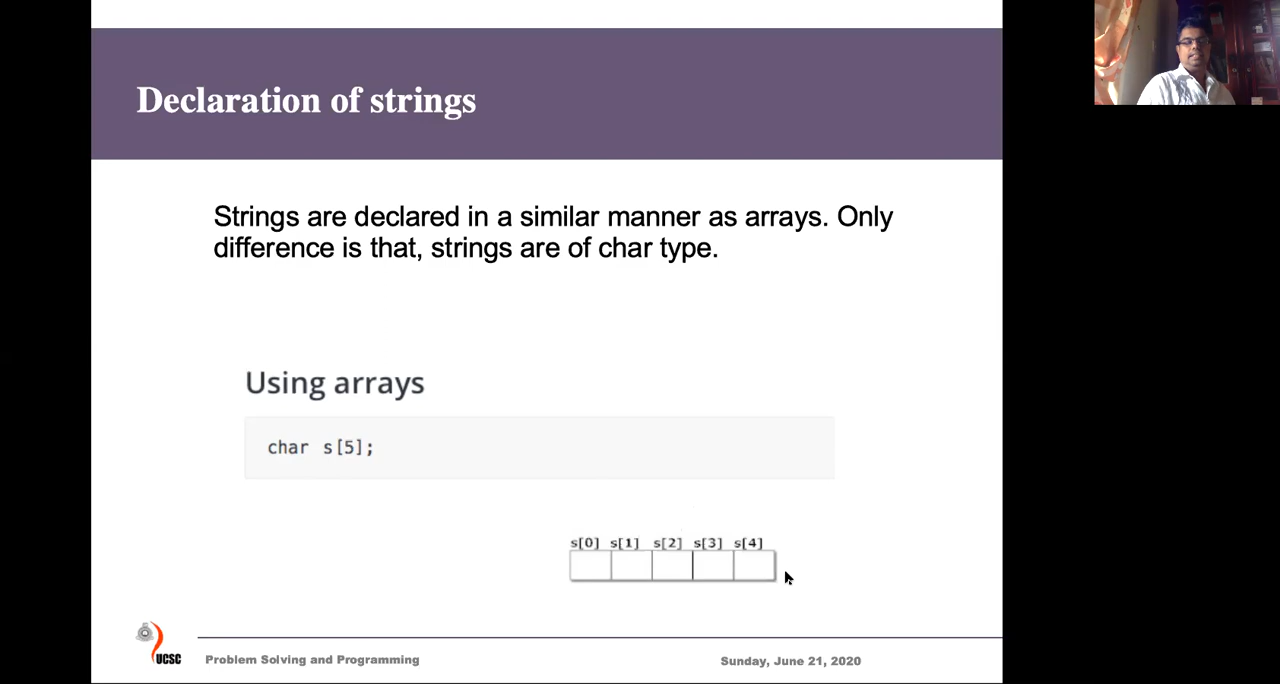 Declaration of strings
Strings are declared in a similar manner as arrays. Only
difference is that, strings are of char type.
Using arrays
char s[5];
s[0] s[1] s[2] s[3] s[4]
UCSC
Problem Solving and Programming
Sunday, June 21, 2020